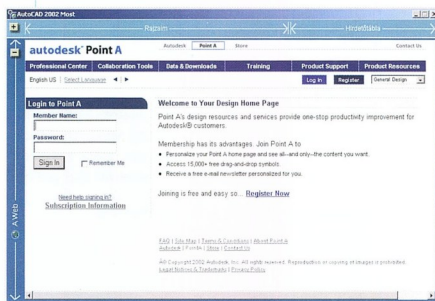 AutoCAD 2002 Most
Rajzaim
Hirdetőtábla
autodesk Point A
Autodesk Point A Store
Contact Us
Professional Center Collaboration Tools Data & Downloads Training Product Support Product Resources
English US | Select Language
Log In Register General Design
Login to Point A
Member Name:
Password:
Sign In Remember Me
Need help signing in?
Subscription Information
Welcome to Your Design Home Page
Point A's design resources and services provide one-stop productivity improvement for
Autodesk® customers.
Membership has its advantages. Join Point A to
• Personalize your Point A home page and see all--and only--the content you want.
• Access 15,000+ free drag-and-drop symbols.
• Receive a free e-mail newsletter personalized for you.
Joining is free and easy so... Register Now
FAQ | Site Map | Terms & Conditions | About Point A
Autodesk | Point A | Store | Contact Us
©Copyright 2002 Autodesk, Inc. All rights reserved. Reproduction or copying of images is prohibited.
Legal Notices & Trademarks | Privacy Policy
A Web